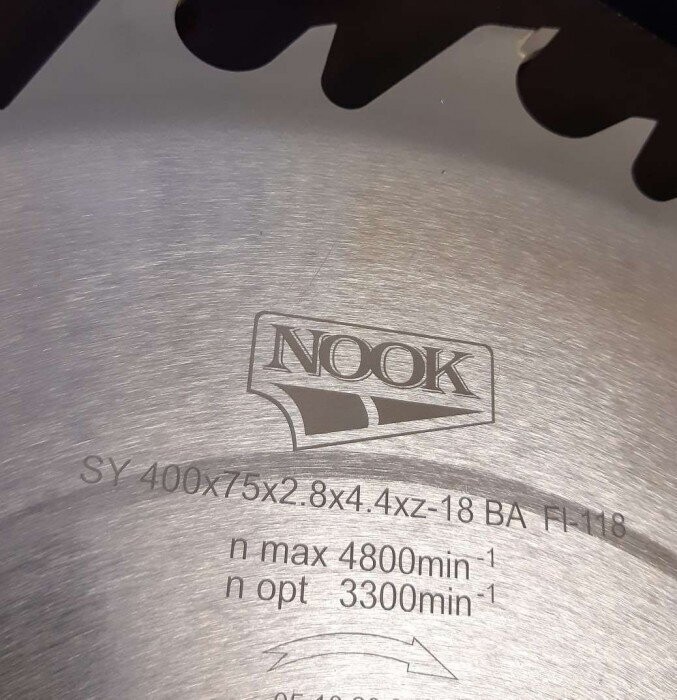 NOOK
SY 400x75x2.8x4.4xz-18 BA FI-118
n max 4800min⁻¹
n opt 3300min⁻¹